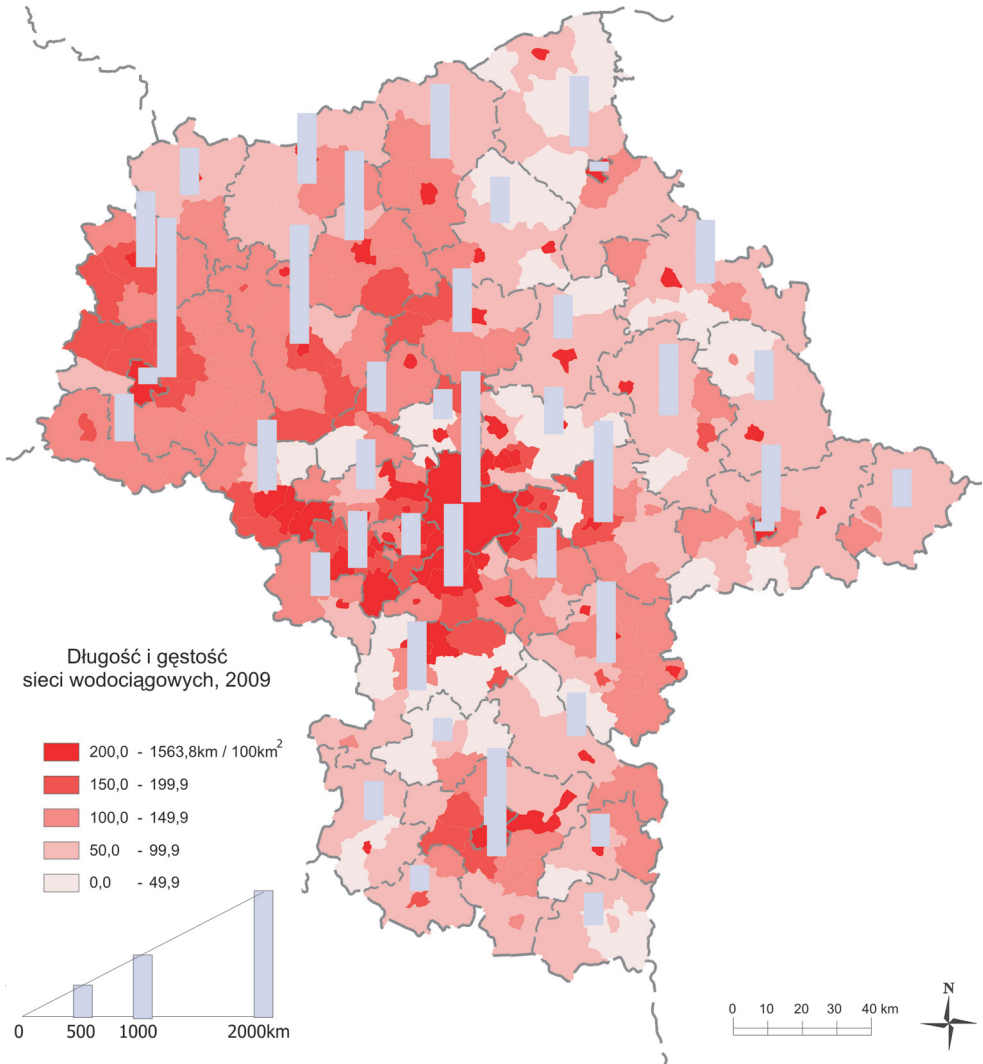 Długość i gęstość
sieci wodociągowych, 2009
200,0 - 1563,8km / 100km²
150,0 - 199,9
100,0 - 149,9
50,0 - 99,9
0,0 - 49,9
0 500 1000 2000km
0 10 20 30 40 km
N